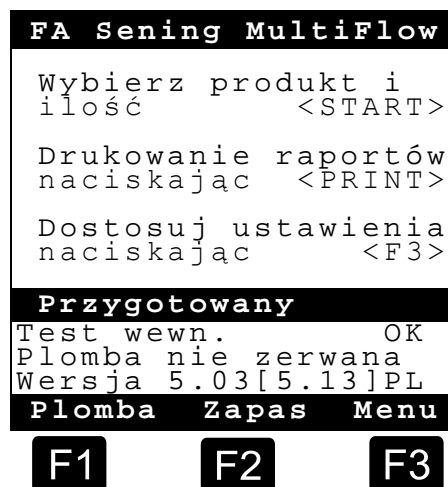 FA Sening MultiFlow
Wybierz produkt i
ilość <START>
Drukowanie raportów
naciskając <PRINT>
Dostosuj ustawienia
naciskając <F3>
Przygotowany
Test wewn. OK
Plomba nie zerwana
Wersja 5.03[5.13]PL
Plomba Zapas Menu
F1 F2 F3